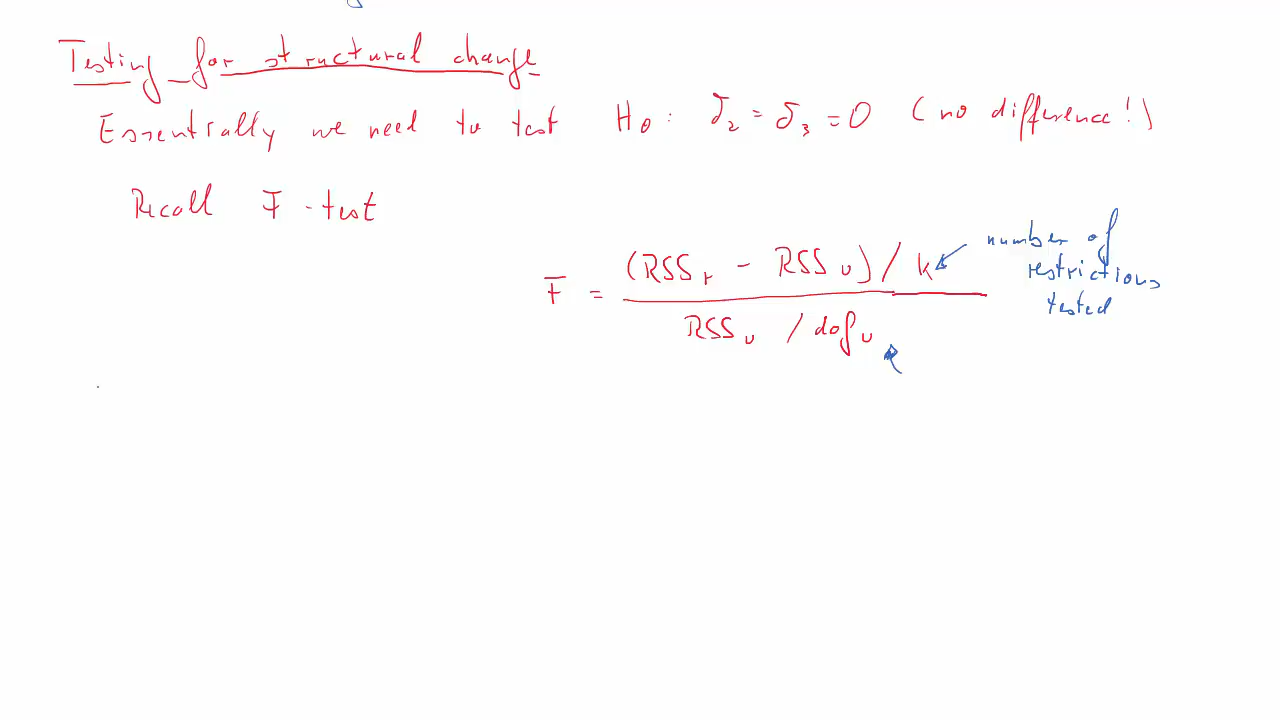 Testing for structural change
Essentially we need to test H0: δ2 = δ3 = 0 (no difference!)
Recall F-test
F = (RSSr - RSSu) / k
RSSu / dofu
number of
restrictions
tested